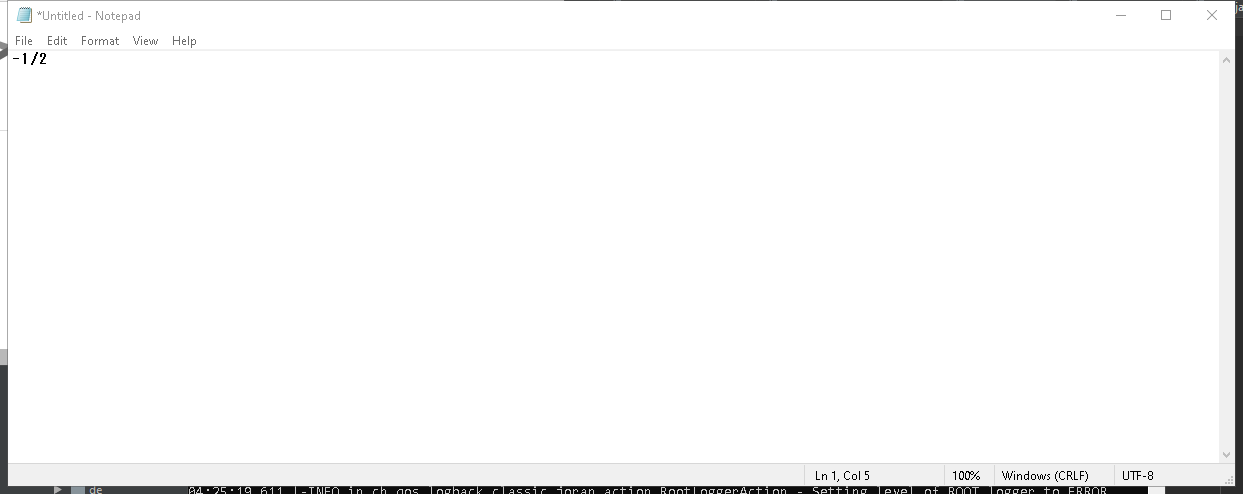 *Untitled - Notepad
File Edit Format View Help
-1/2
Ln 1, Col 5 100% Windows (CRLF) UTF-8
de 04:25:19,611 |-INFO in ch.qos.logback.classic.joran.action.RootLoggerAction - Setting level of ROOT logger to ERROR